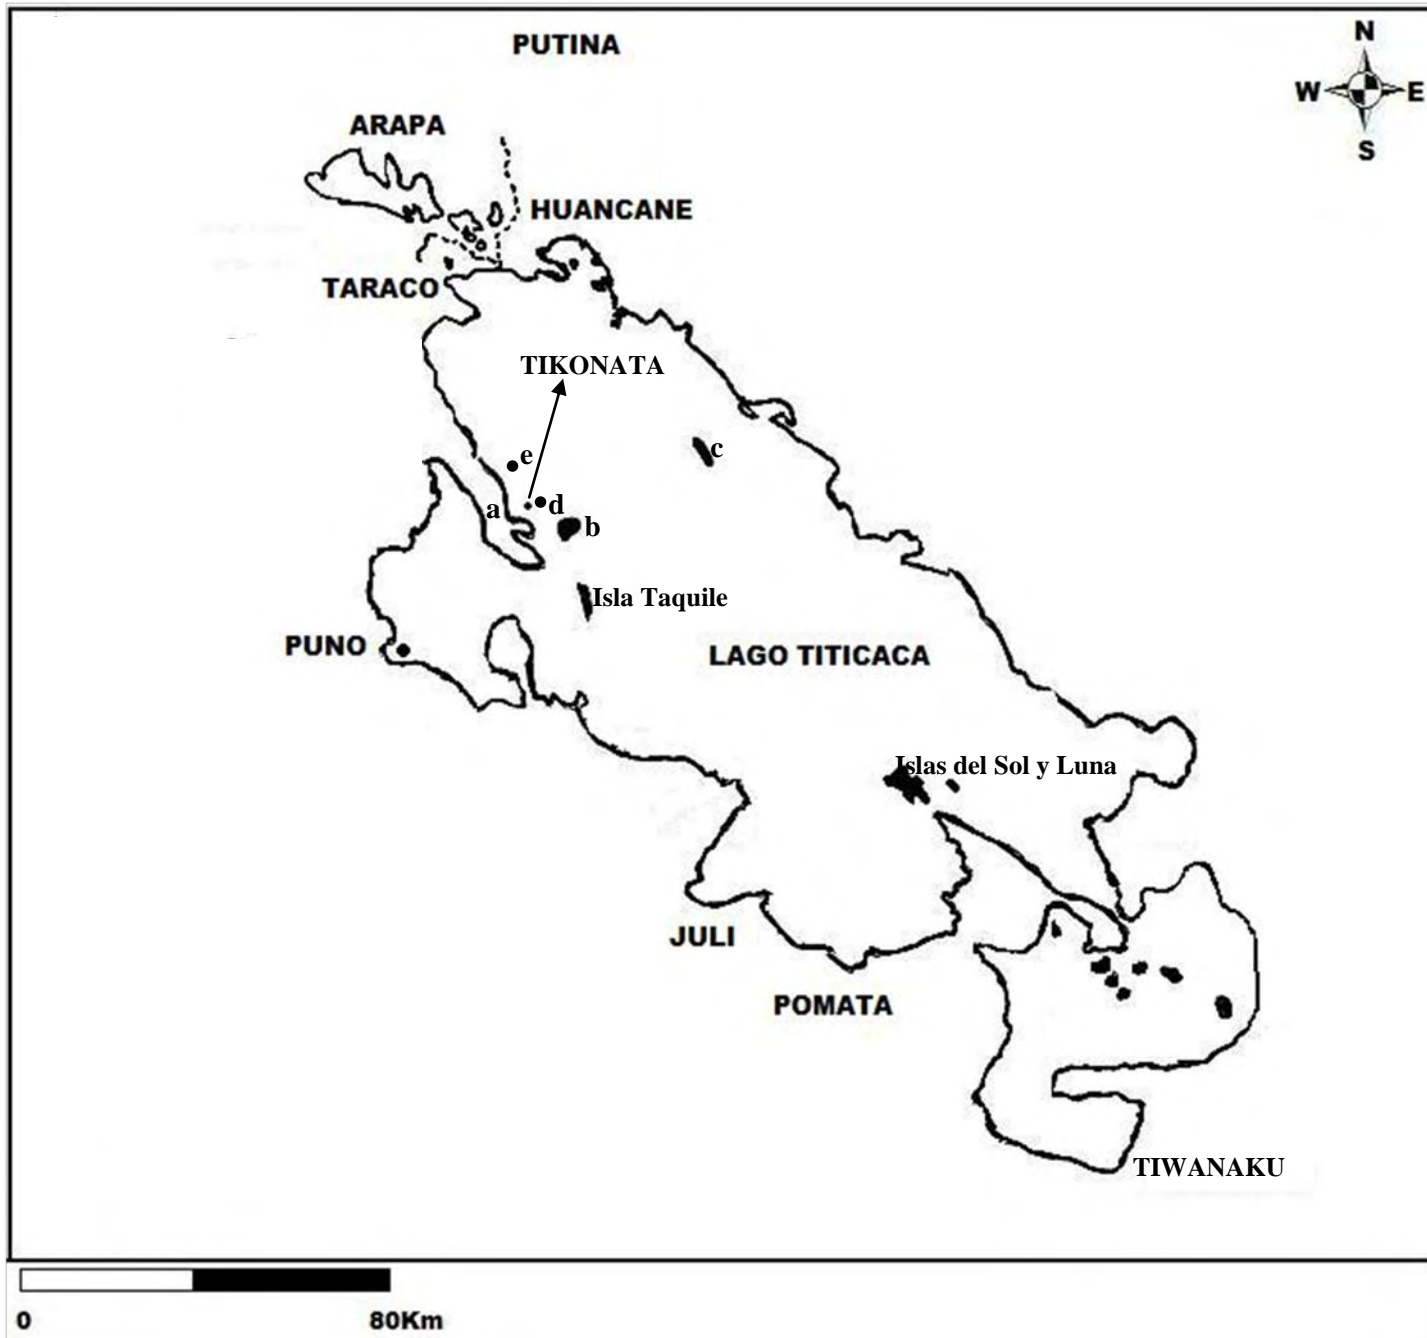 PUTINA
N
W E
S
ARAPA
HUANCANE
TARACO
TIKONATA
e
c
a
d
b
Isla Taquile
PUNO
LAGO TITICACA
Islas del Sol y Luna
JULI
POMATA
TIWANAKU
0 80Km